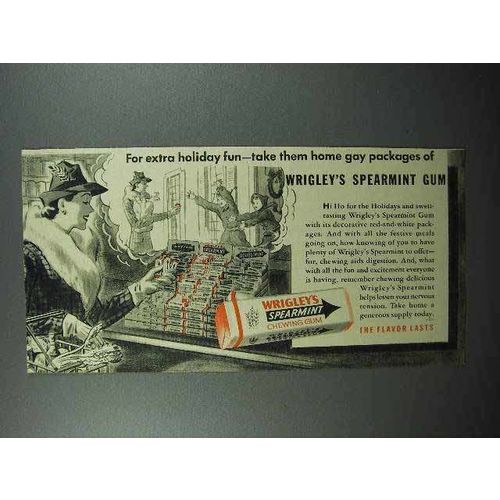 For extra holiday fun—take them home gay packages of
WRIGLEY'S SPEARMINT GUM
Hi Ho for the Holidays and swell-
tasting Wrigley's Spearmint Gum
with its decorative red-and-white pack-
ages. And with all the festive meals
going on, how knowing of you to have
plenty of Wrigley's Spearmint to offer—
for, chewing aids digestion. And, what
with all the fun and excitement everyone
is having, remember chewing delicious
Wrigley's Spearmint
helps lessen your nervous
tension. Take home a
generous supply today.
THE FLAVOR LASTS
WRIGLEY'S
SPEARMINT
CHEWING GUM